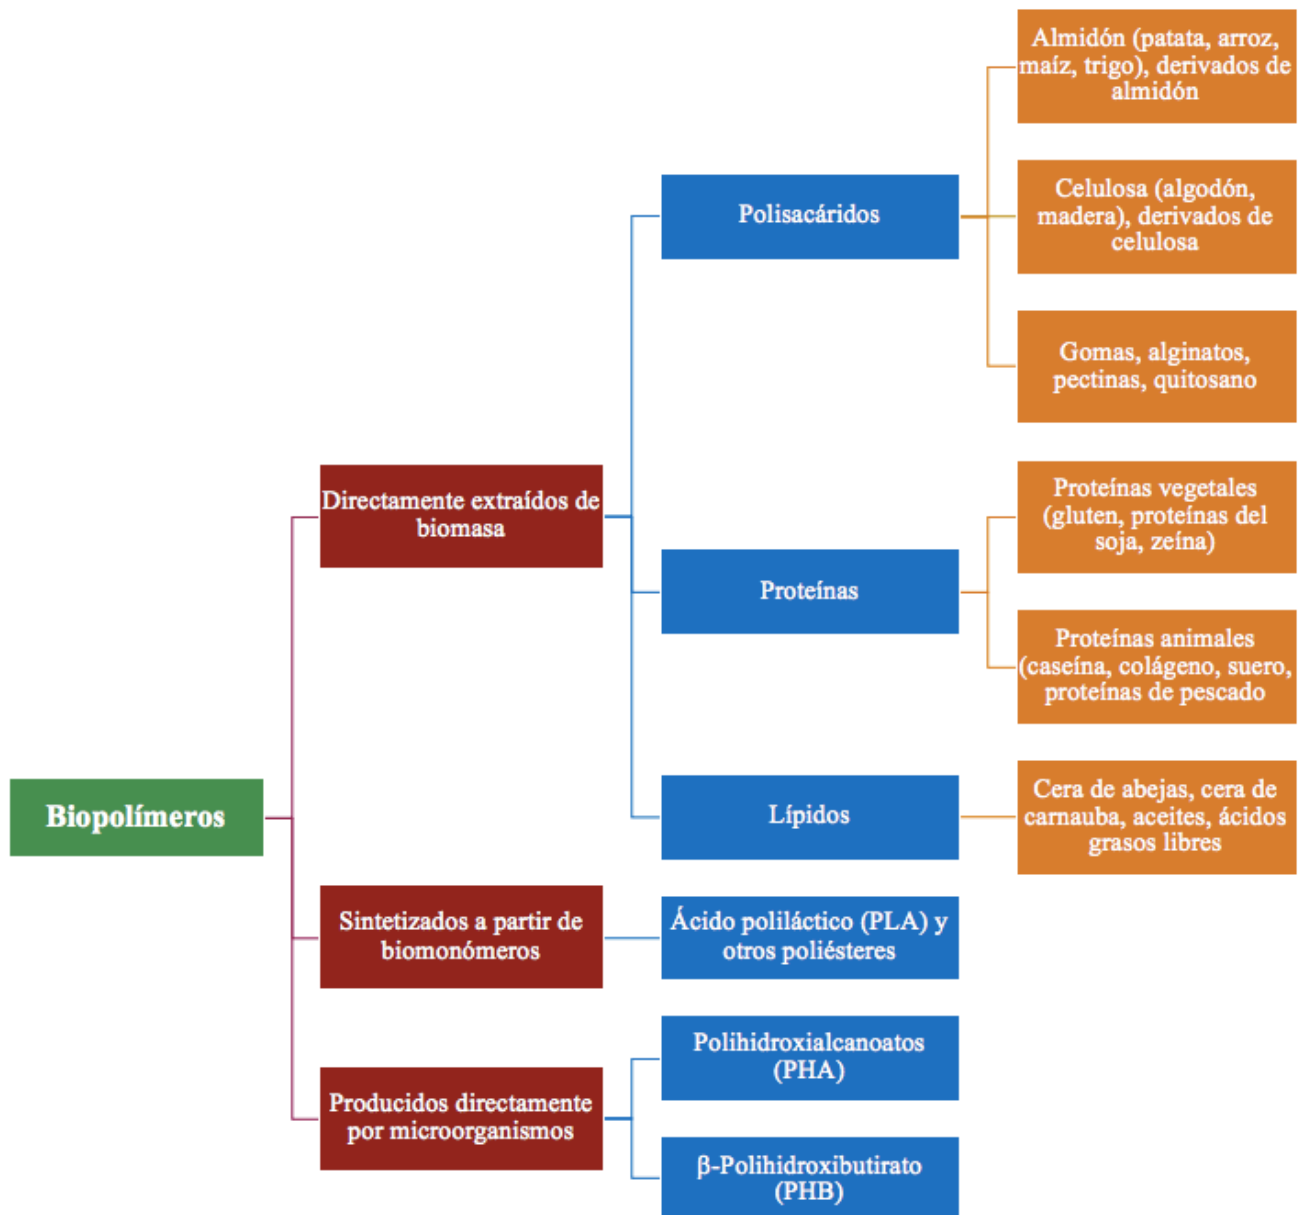 Almidón (patata, arroz,
maíz, trigo), derivados de
almidón
Celulosa (algodón,
madera), derivados de
celulosa
Polisacáridos
Gomas, alginatos,
pectinas, quitosano
Directamente extraídos de
biomasa
Proteínas vegetales
(gluten, proteínas del
soja, zeína)
Proteínas
Proteínas animales
(caseína, colágeno, suero,
proteínas de pescado
Biopolímeros
Lípidos
Cera de abejas, cera de
carnauba, aceites, ácidos
grasos libres
Sintetizados a partir de
biomonómeros
Ácido poliláctico (PLA) y
otros poliésteres
Producidos directamente
por microorganismos
Polihidroxialcanoatos
(PHA)
β-Polihidroxibutirato
(PHB)